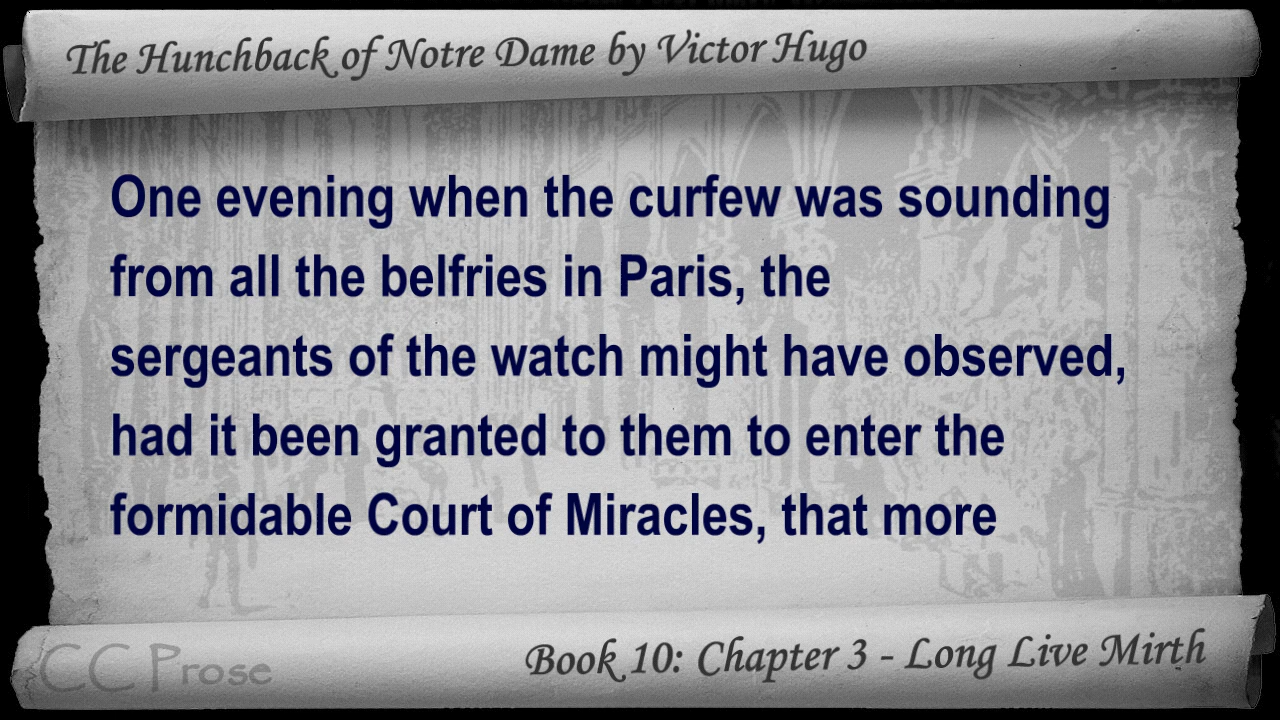 The Hunchback of Notre Dame by Victor Hugo
One evening when the curfew was sounding
from all the belfries in Paris, the
sergeants of the watch might have observed,
had it been granted to them to enter the
formidable Court of Miracles, that more
CC Prose
Book 10: Chapter 3 - Long Live Mirth